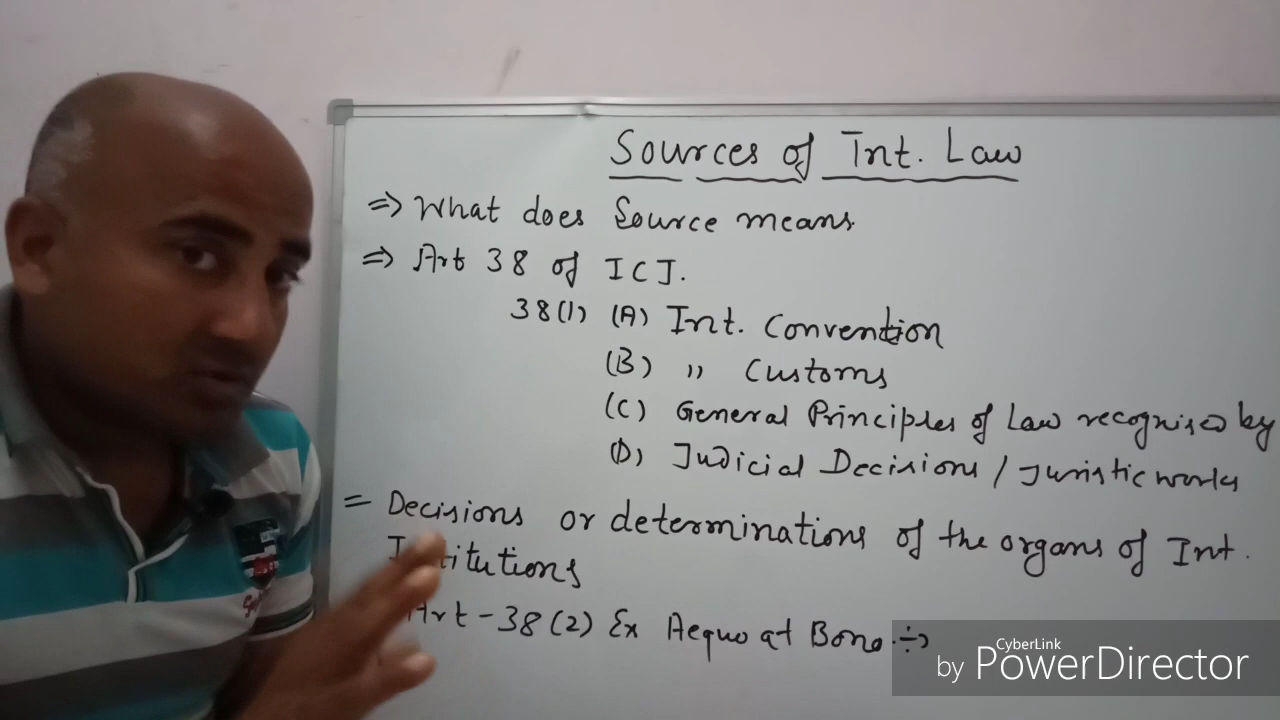 Sources of Int. Law
⇒ What does Source means
⇒ Art 38 of ICJ.
38(1) (A) Int. Convention
(B) " Customs
(C) General Principles of Law recognised by
(D) Judicial Decisions / Juristic works
= Decisions or determinations of the organs of Int.
titutions
Art - 38 (2) Ex Aequo at Bono ÷>
CyberLink
by PowerDirector